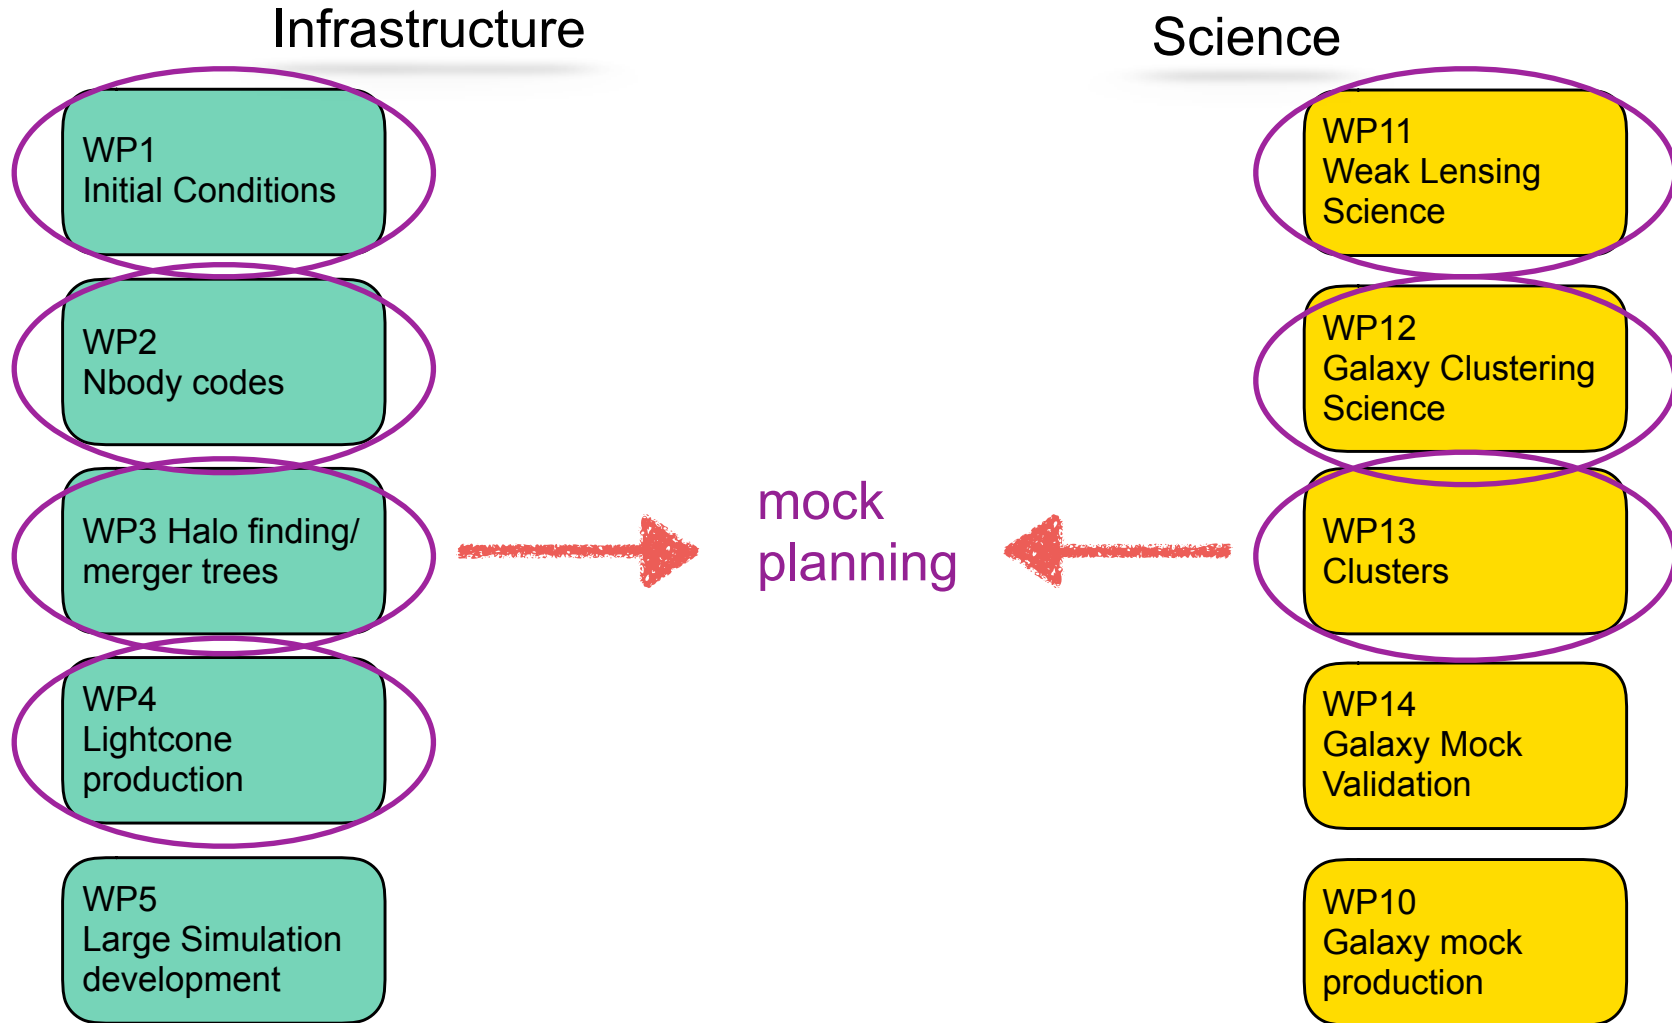 Infrastructure
WP1
Initial Conditions
WP2
Nbody codes
WP3 Halo finding/
merger trees
WP4
Lightcone
production
WP5
Large Simulation
development
mock
planning
Science
WP11
Weak Lensing
Science
WP12
Galaxy Clustering
Science
WP13
Clusters
WP14
Galaxy Mock
Validation
WP10
Galaxy mock
production